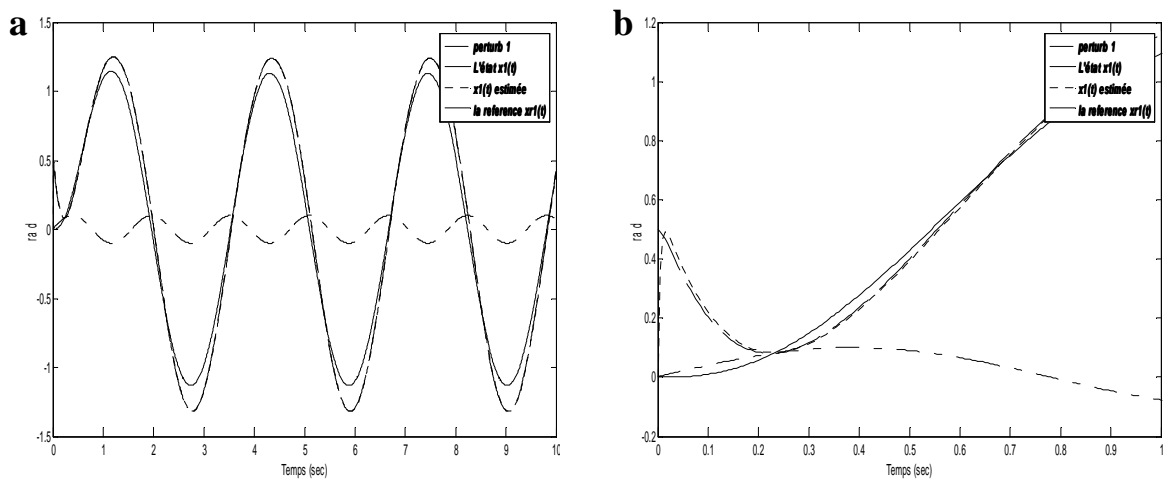 a
1.5
1
0.5
0
-0.5
-1
-1.5
ra d
0 1 2 3 4 5 6 7 8 9 10
Temps (sec)
perturb 1
L'état x1(t)
x1(t) estimée
la reference xr1(t)
b
1.2
1
0.8
0.6
0.4
0.2
0
-0.2
ra d
0 0.1 0.2 0.3 0.4 0.5 0.6 0.7 0.8 0.9 1
Temps (sec)
perturb 1
L'état x1(t)
x1(t) estimée
la reference xr1(t)